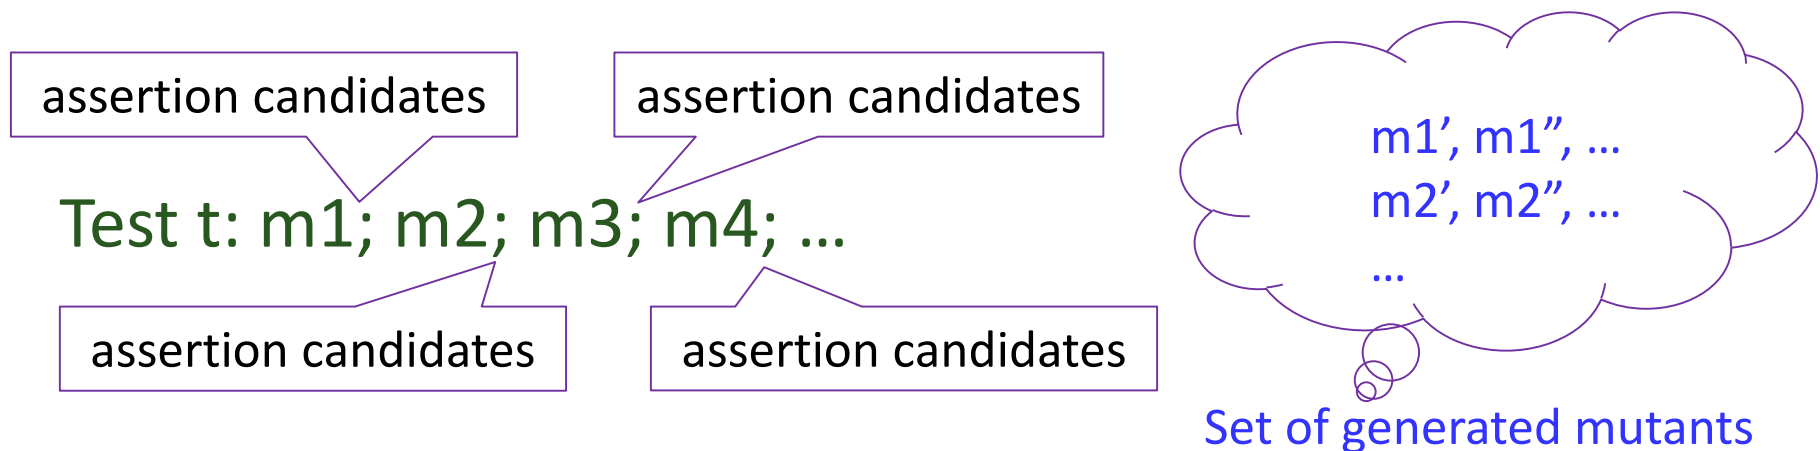 assertion candidates
assertion candidates
Test t: m1; m2; m3; m4; …
assertion candidates
assertion candidates
m1’, m1”, …
m2’, m2”, …
…
Set of generated mutants